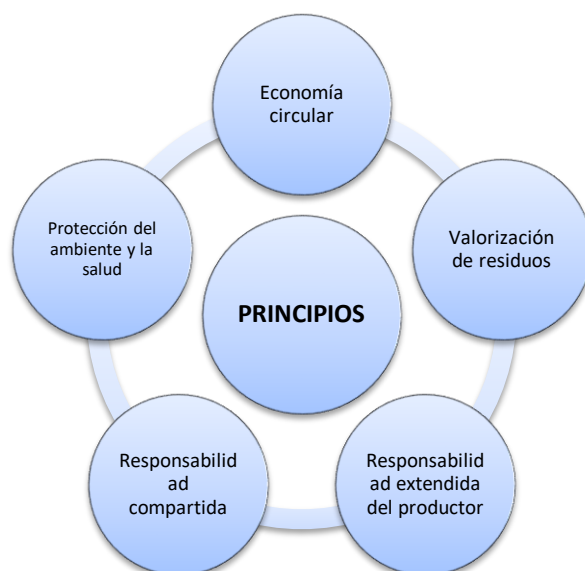 Economía
circular
Protección del
ambiente y la
salud
Valorización
de residuos
PRINCIPIOS
Responsabilid
ad
compartida
Responsabilid
ad extendida
del productor